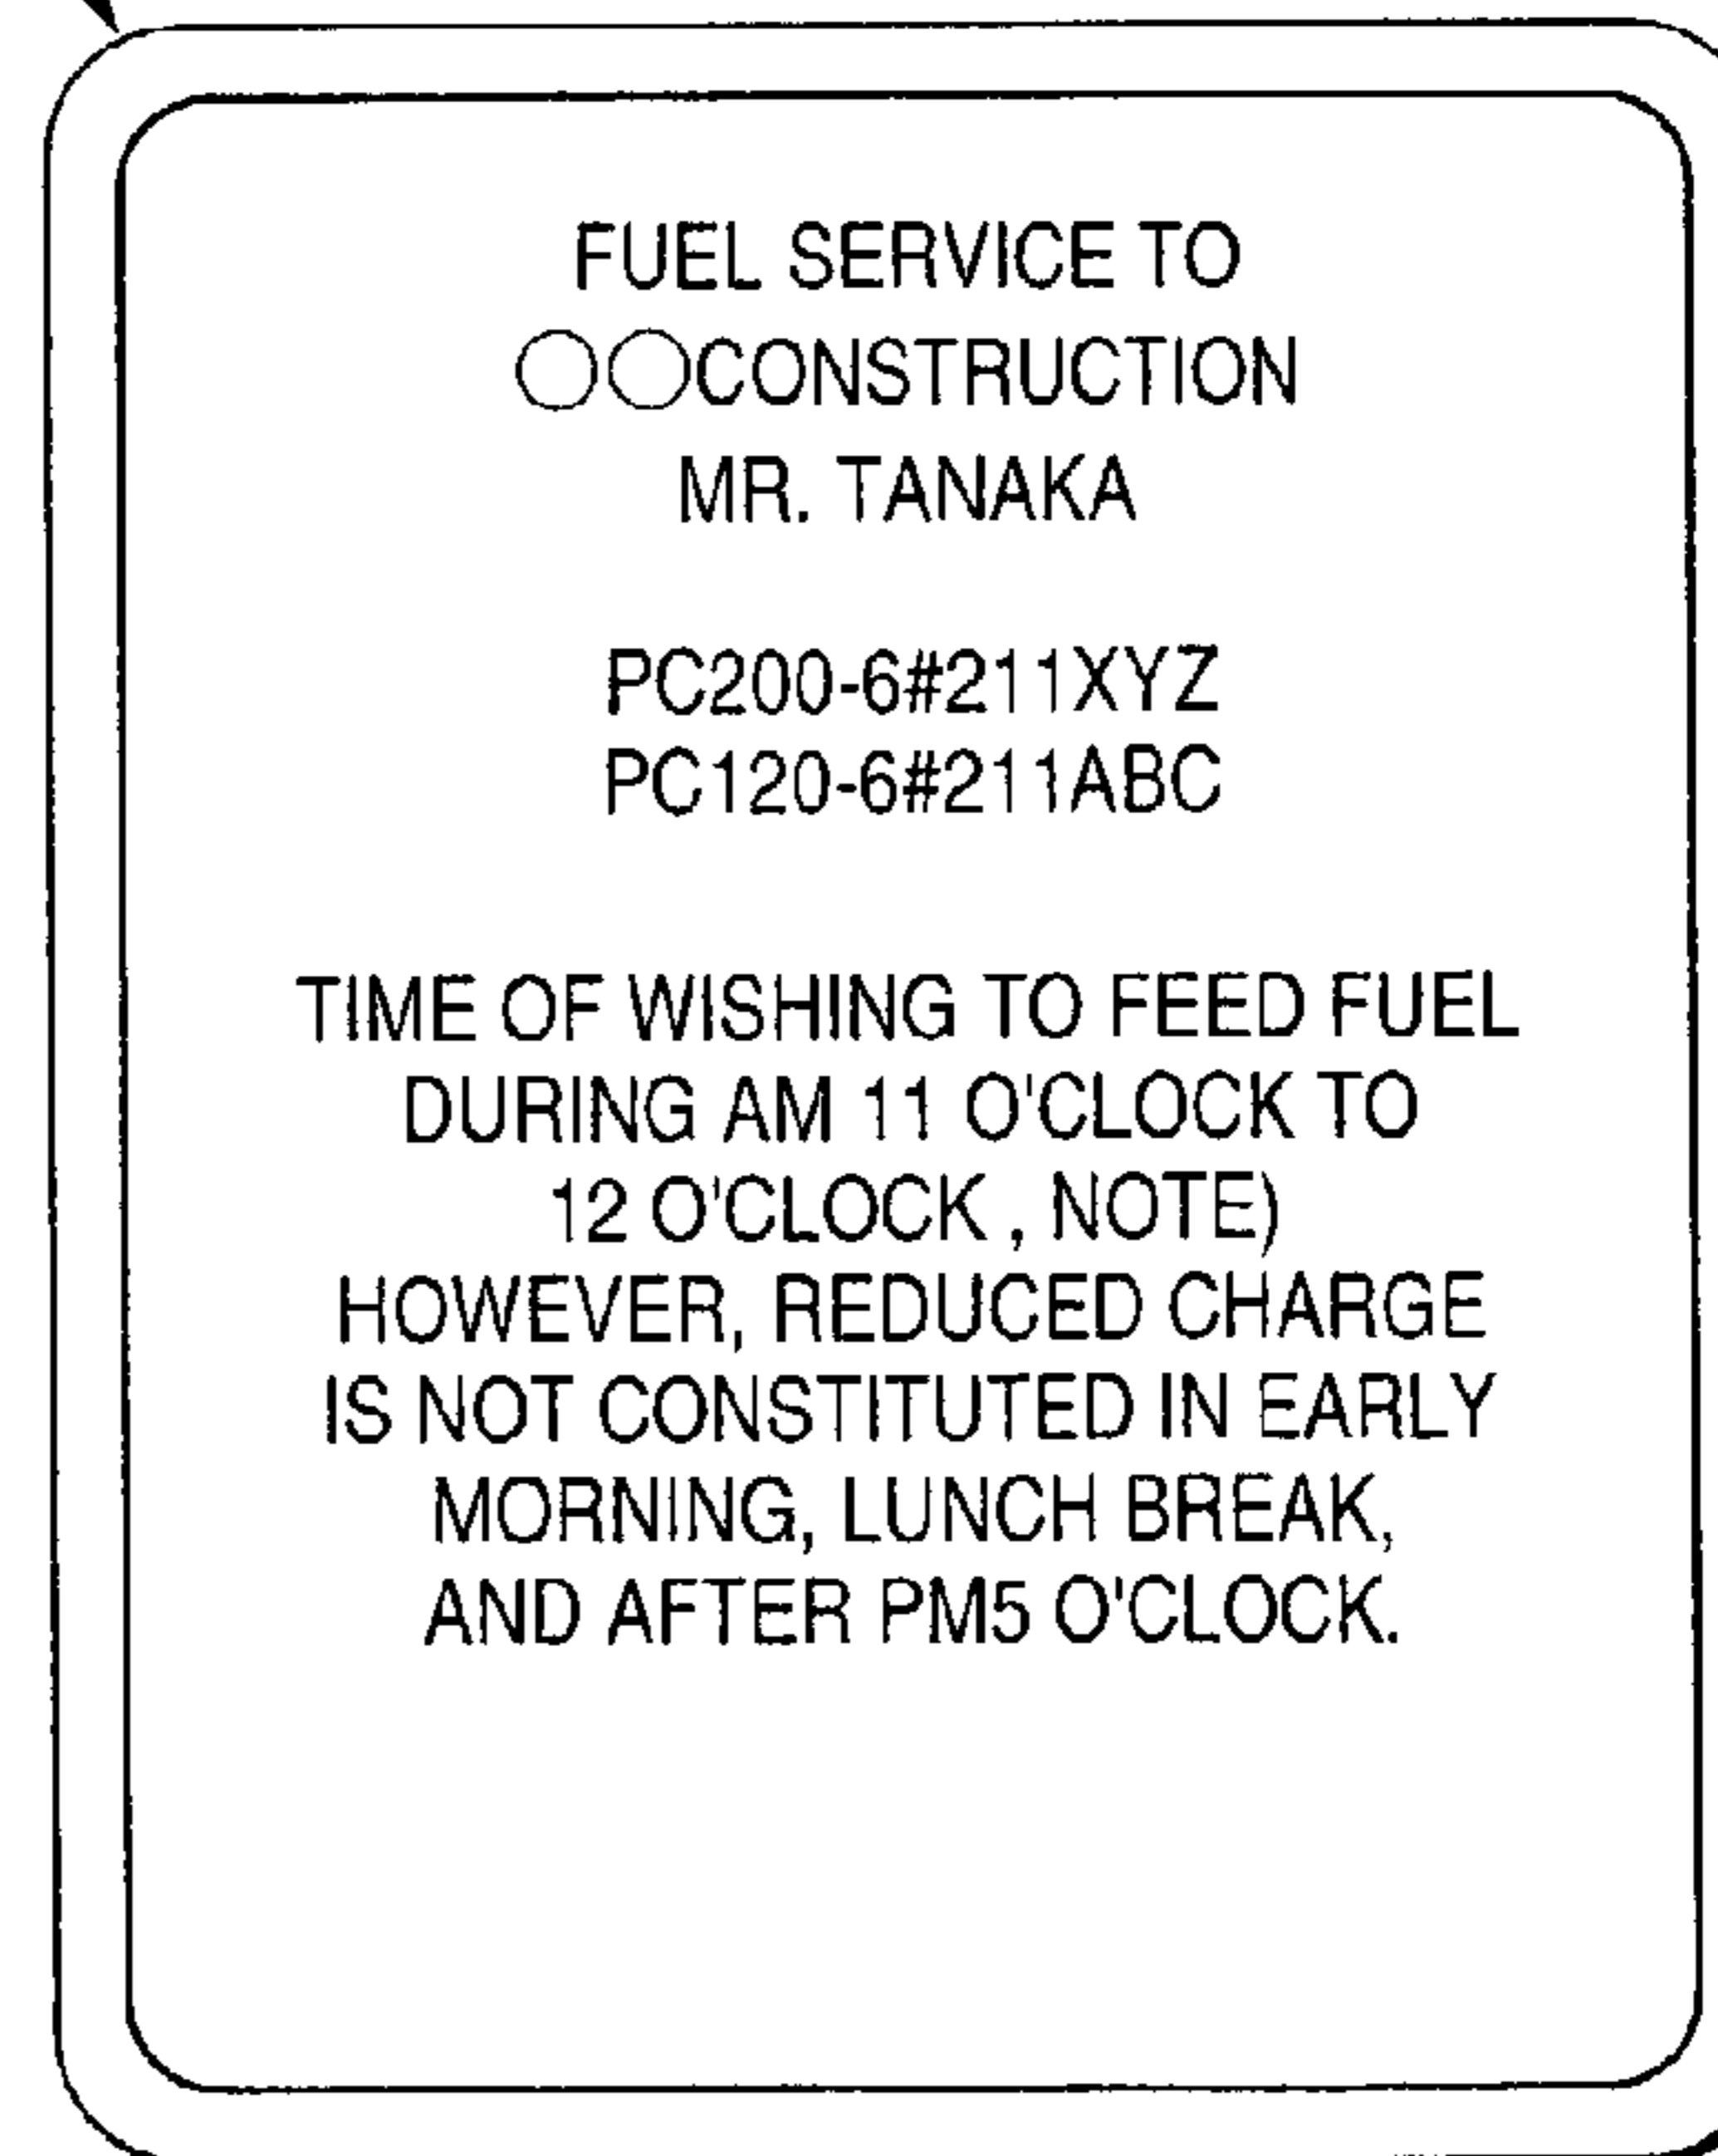 FUEL SERVICE TO
○○CONSTRUCTION
MR. TANAKA
PC200-6#211XYZ
PC120-6#211ABC
TIME OF WISHING TO FEED FUEL
DURING AM 11 O'CLOCK TO
12 O'CLOCK , NOTE)
HOWEVER, REDUCED CHARGE
IS NOT CONSTITUTED IN EARLY
MORNING, LUNCH BREAK,
AND AFTER PM5 O'CLOCK.